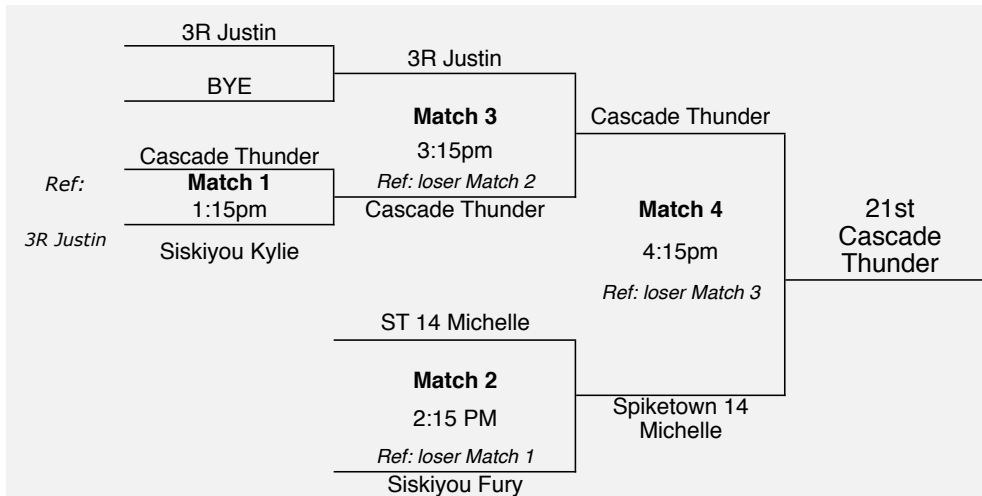 3R Justin
BYE
3R Justin
Match 3
3:15pm
Ref: loser Match 2
Cascade Thunder
Cascade Thunder
Match 1
1:15pm
Siskiyou Kylie
Ref:
3R Justin
Cascade Thunder
Match 4
4:15pm
Ref: loser Match 3
21st
Cascade
Thunder
ST 14 Michelle
Match 2
2:15 PM
Ref: loser Match 1
Siskiyou Fury
Spiketown 14
Michelle